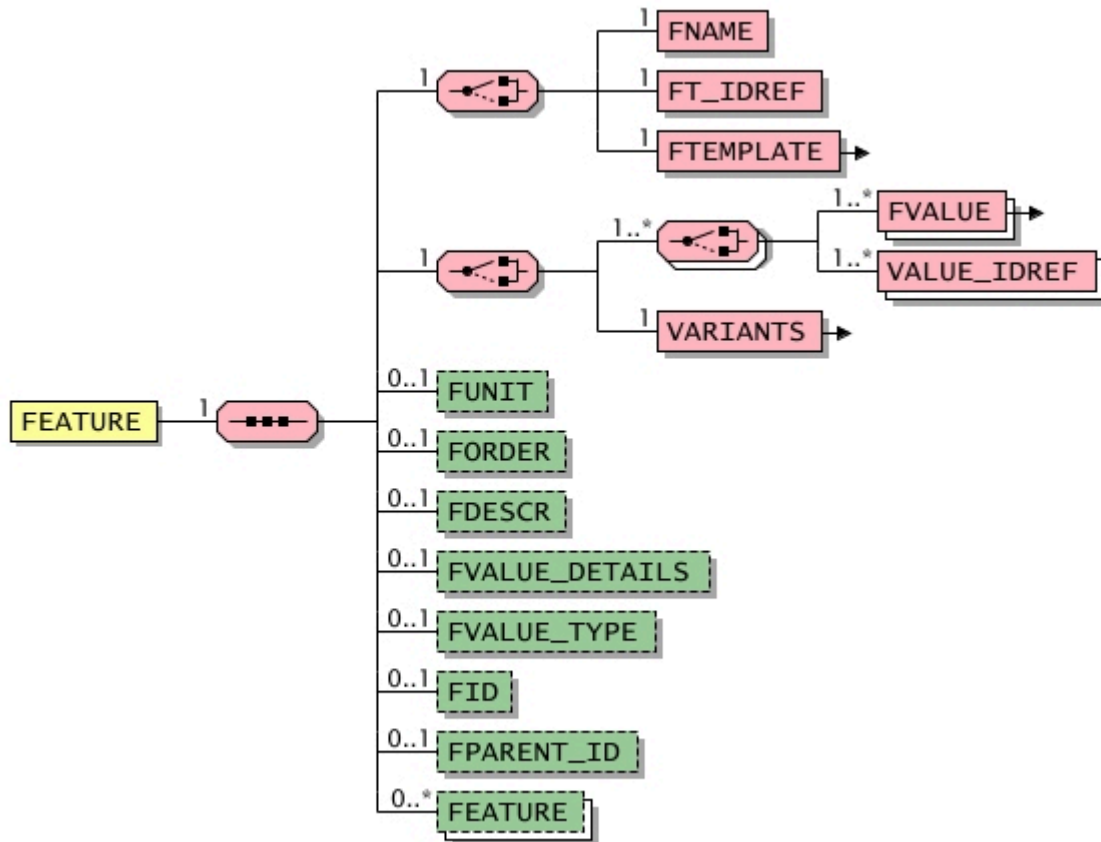 1 FNAME
1 1 FT_IDREF
1 FTEMPLATE
1..* FVALUE
1 1..* 1..* VALUE_IDREF
1 VARIANTS
0..1 FUNIT
FEATURE 1
0..1 FORDER
0..1 FDESCR
0..1 FVALUE_DETAILS
0..1 FVALUE_TYPE
0..1 FID
0..1 FPARENT_ID
0..* FEATURE